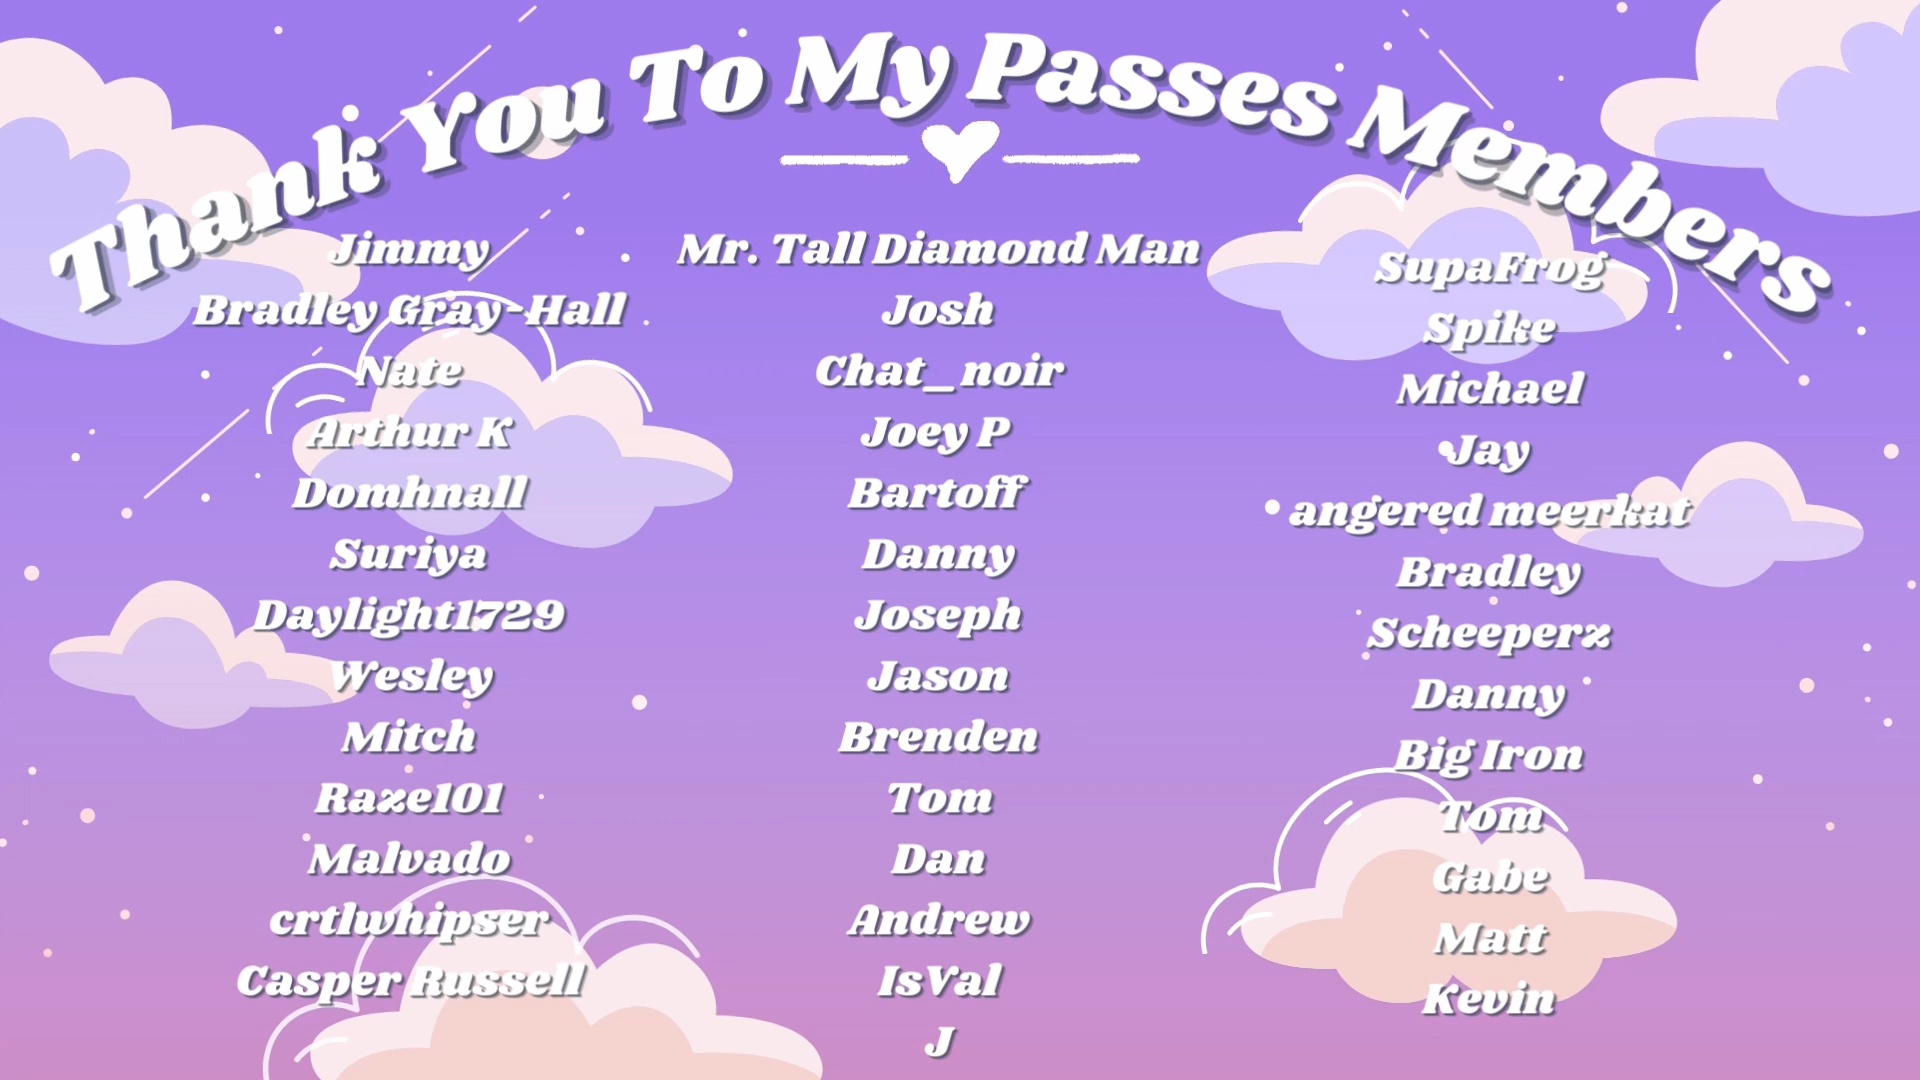 Thank You To My Passes Members
Jimmy
Bradley Gray-Hall
Nate
Arthur K
Domhnall
Suriya
Daylight1729
Wesley
Mitch
Raze101
Malvado
crtlwhipser
Casper Russell
Mr. Tall Diamond Man
Josh
Chat_noir
Joey P
Bartoff
Danny
Joseph
Jason
Brenden
Tom
Dan
Andrew
IsVal
J
SupaFrog
Spike
Michael
Jay
angered meerkat
Bradley
Scheeperz
Danny
Big Iron
Tom
Gabe
Matt
Kevin